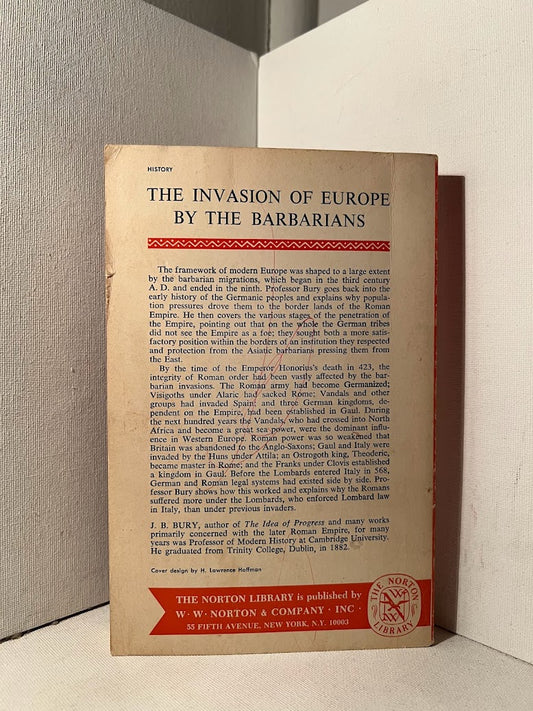 HISTORY
THE INVASION OF EUROPE
BY THE BARBARIANS
The framework of modern Europe was shaped to a large extent
by the barbarian migrations, which began in the third century
A. D. and ended in the ninth. Professor Bury goes back into the
early history of the Germanic peoples and explains why popula-
tion pressures drove them to the border lands of the Roman
Empire. He then covers the various stages of the penetration of
the Empire, pointing out that on the whole the German tribes
did not see the Empire as a foe; they sought both a more satis-
factory position within the borders of an institution they respected
and protection from the Asiatic barbarians pressing them from
the East.
By the time of the Emperor Honorius's death in 423, the
integrity of Roman order had been vastly affected by the bar-
barian invasions. The Roman army had become Germanized;
Visigoths under Alaric had sacked Rome; Vandals and other
groups had invaded Spain; and three German kingdoms, de-
pendent on the Empire, had been established in Gaul. During
the next hundred years the Vandals, who had crossed into North
Africa and become a great sea power, were the dominant influ-
ence in Western Europe. Roman power was so weakened that
Britain was abandoned to the Anglo-Saxons; Gaul and Italy were
invaded by the Huns under Attila; an Ostrogoth king, Theoderic,
became master in Rome; and the Franks under Clovis established
a kingdom in Gaul. Before the Lombards entered Italy in 568,
German and Roman legal systems had existed side by side. Pro-
fessor Bury shows how this worked and explains why the Romans
suffered more under the Lombards, who enforced Lombard law
in Italy, than under previous invaders.
J. B. BURY, author of The Idea of Progress and many works
primarily concerned with the later Roman Empire, for many
years was Professor of Modern History at Cambridge University.
He graduated from Trinity College, Dublin, in 1882.
Cover design by H. Lawrence Hoffman
THE NORTON LIBRARY is published by
W · W · NORTON & COMPANY · INC ·
55 FIFTH AVENUE, NEW YORK, N.Y. 10003
THE NORTON
LIBRARY